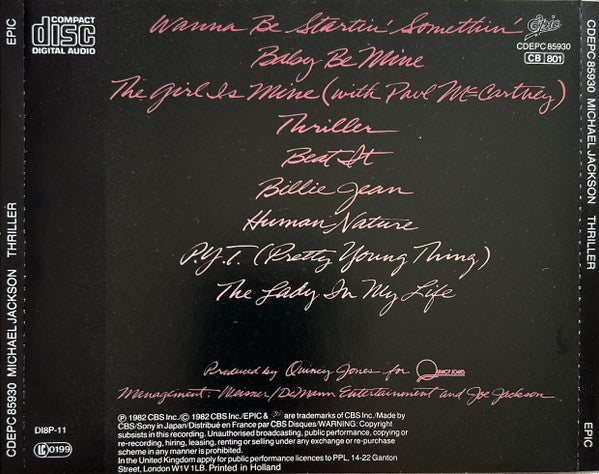 EPIC
CDEPC 85930 MICHAEL JACKSON THRILLER
COMPACT
disc
DIGITAL AUDIO
Epic
CDEPC 85930
CB 801
Wanna Be Startin' Somethin'
Baby Be Mine
The Girl Is Mine (with Paul McCartney)
Thriller
Beat It
Billie Jean
Human Nature
P.Y.T. (Pretty Young Thing)
The Lady In My Life
Produced by Quincy Jones for QUINCY JONES
Management: Weisner/DeMann Entertainment and Joe Jackson
DI8P-11
LC 0199
℗ 1982 CBS Inc./© 1982 CBS Inc./EPIC & are trademarks of CBS Inc./Made by
CBS/Sony in Japan/Distribué en France par CBS Disques/WARNING: Copyright
subsists in this recording. Unauthorised broadcasting, public performance, copying or
re-recording, hiring, leasing, renting or selling under any exchange or re-purchase
scheme in any manner is prohibited.
In the United Kingdom apply for public performance licences to PPL, 14-22 Ganton
Street, London W1V 1LB. Printed in Holland
CDEPC 85930 MICHAEL JACKSON THRILLER
EPIC